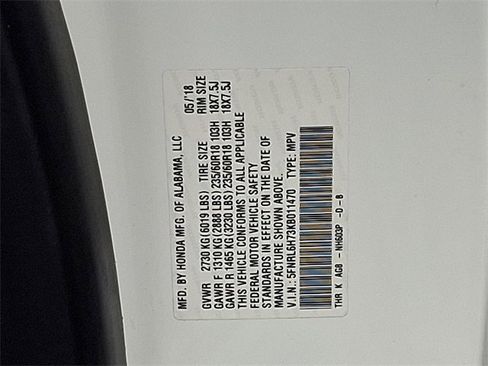 MFD. BY HONDA MFG. OF ALABAMA, LLC 05/'18
GVWR 2730 KG(6019 LBS) TIRE SIZE RIM SIZE
GAWR F 1310 KG(2888 LBS)235/60R18 103H 18X7.5J
GAWR R 1465 KG(3230 LBS)235/60R18 103H 18X7.5J
THIS VEHICLE CONFORMS TO ALL APPLICABLE
FEDERAL MOTOR VEHICLE SAFETY
STANDARDS IN EFFECT ON THE DATE OF
MANUFACTURE SHOWN ABOVE.
V.I.N.: 5FNRL6H73KB011470 TYPE: MPV
THR K AG8 - NH603P -D-B